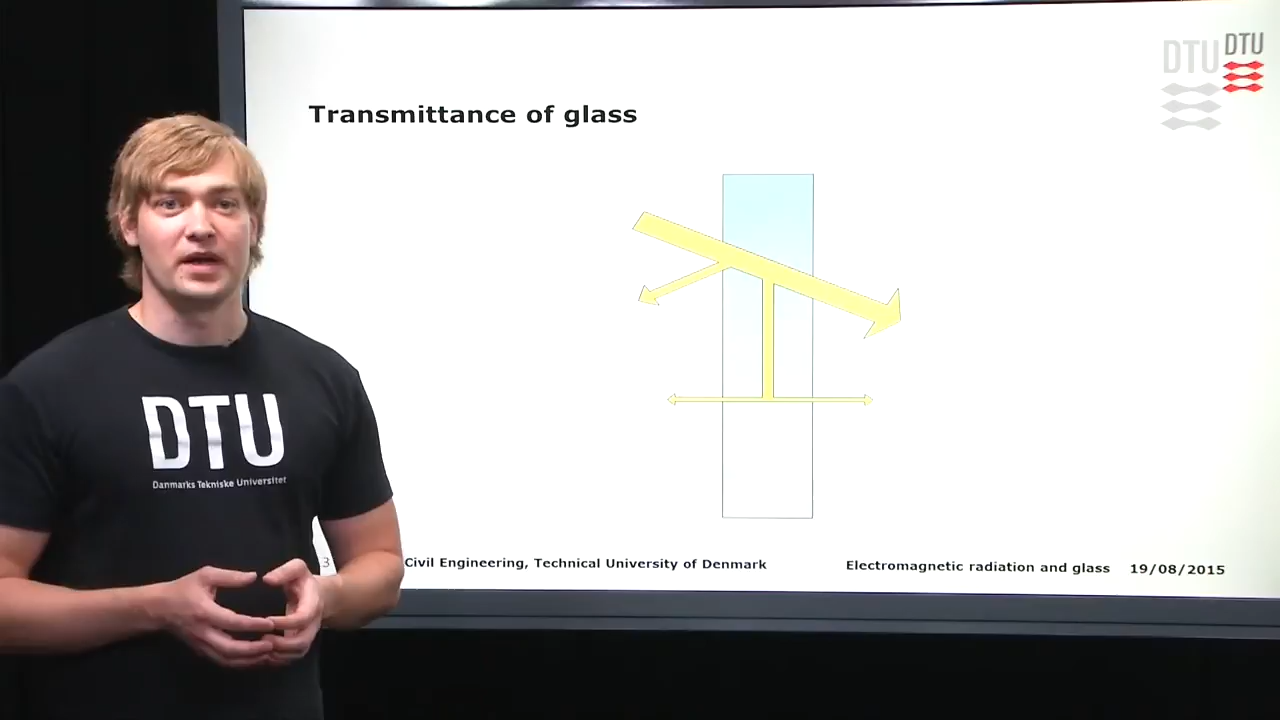 DTU
DTU
Transmittance of glass
DTU
Danmarks Tekniske Universitet
3
Civil Engineering, Technical University of Denmark
Electromagnetic radiation and glass
19/08/2015